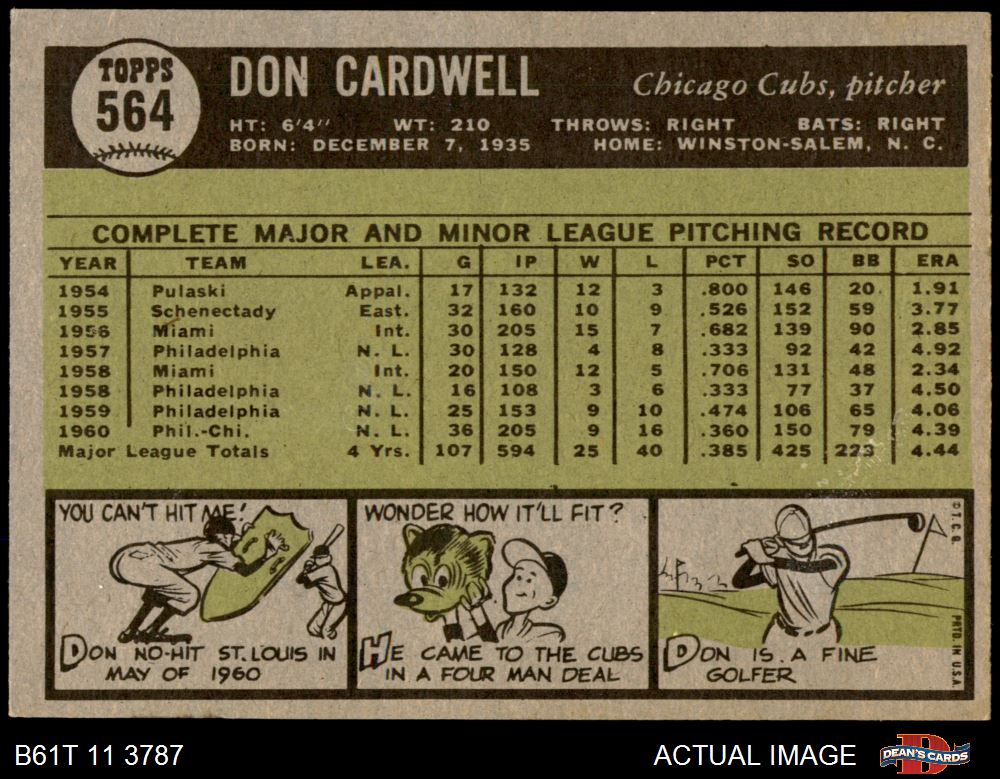 TOPPS
564
DON CARDWELL
Chicago Cubs, pitcher
HT: 6'4" WT: 210 THROWS: RIGHT BATS: RIGHT
BORN: DECEMBER 7, 1935 HOME: WINSTON-SALEM, N. C.
COMPLETE MAJOR AND MINOR LEAGUE PITCHING RECORD
YEAR TEAM LEA. G IP W L PCT SO BB ERA
1954 Pulaski Appal. 17 132 12 3 .800 146 20 1.91
1955 Schenectady East. 32 160 10 9 .526 152 59 3.77
1956 Miami Int. 30 205 15 7 .682 139 90 2.85
1957 Philadelphia N. L. 30 128 4 8 .333 92 42 4.92
1958 Miami Int. 20 150 12 5 .706 131 48 2.34
1958 Philadelphia N. L. 16 108 3 6 .333 77 37 4.50
1959 Philadelphia N. L. 25 153 9 10 .474 106 65 4.06
1960 Phil.-Chi. N. L. 36 205 9 16 .360 150 79 4.39
Major League Totals 4 Yrs. 107 594 25 40 .385 425 223 4.44
YOU CAN'T HIT ME!
DON NO-HIT ST. LOUIS IN
MAY OF 1960
WONDER HOW IT'LL FIT?
HE CAME TO THE CUBS
IN A FOUR MAN DEAL
DON IS A FINE
GOLFER
©T.C.G.
PRTD. IN U.S.A.
B61T 11 3787
ACTUAL IMAGE
DEAN'S CARDS